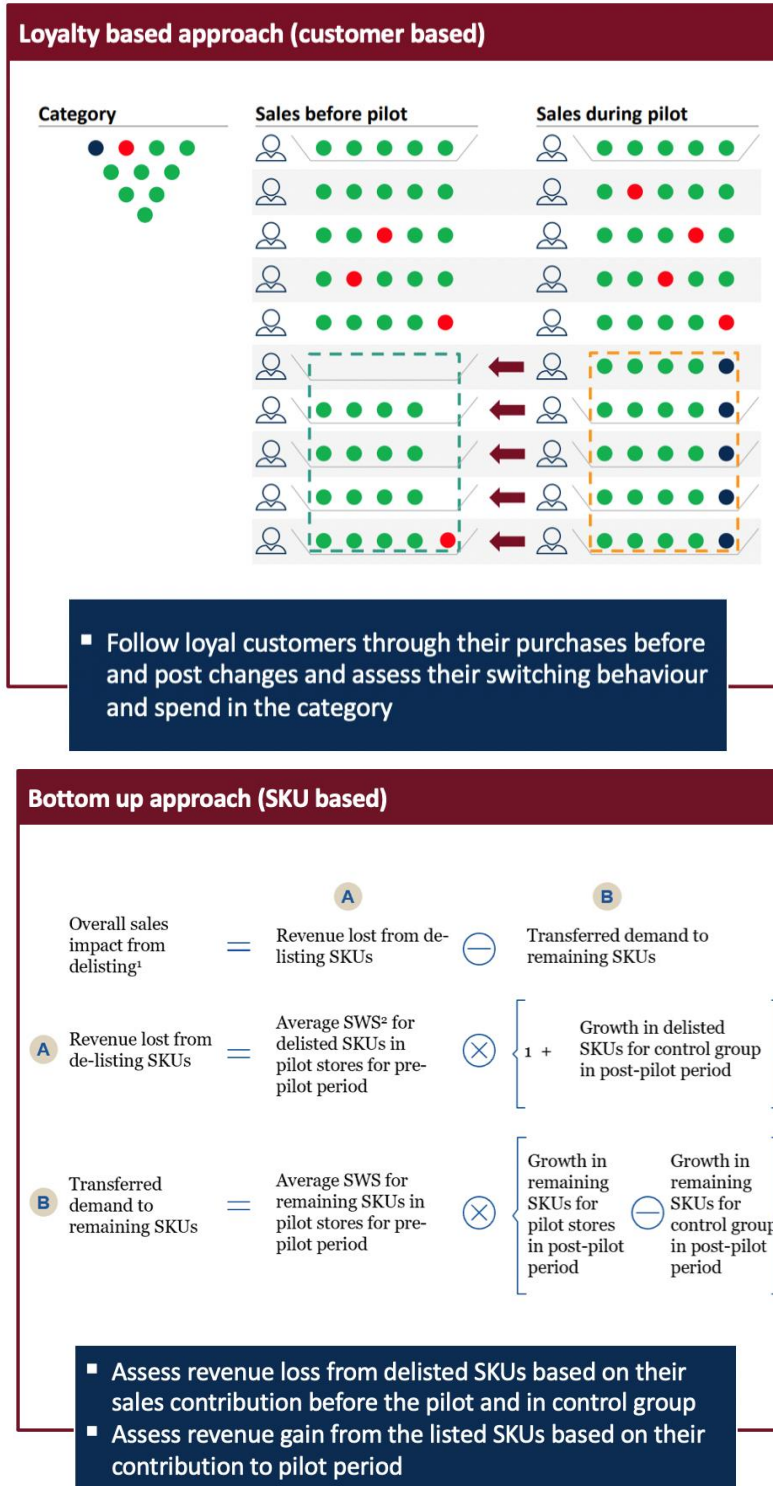 Loyalty based approach (customer based)
Category
Sales before pilot
Sales during pilot
▪ Follow loyal customers through their purchases before
and post changes and assess their switching behaviour
and spend in the category
Bottom up approach (SKU based)
A
B
Overall sales
impact from
delisting¹
=
Revenue lost from de-
listing SKUs
−
Transferred demand to
remaining SKUs
A
Revenue lost from
de-listing SKUs
=
Average SWS² for
delisted SKUs in
pilot stores for pre-
pilot period
×
1 +
Growth in delisted
SKUs for control group
in post-pilot period
B
Transferred
demand to
remaining SKUs
=
Average SWS for
remaining SKUs in
pilot stores for pre-
pilot period
×
Growth in
remaining
SKUs for
pilot stores
in post-pilot
period
−
Growth in
remaining
SKUs for
control group
in post-pilot
period
▪ Assess revenue loss from delisted SKUs based on their
sales contribution before the pilot and in control group
▪ Assess revenue gain from the listed SKUs based on their
contribution to pilot period